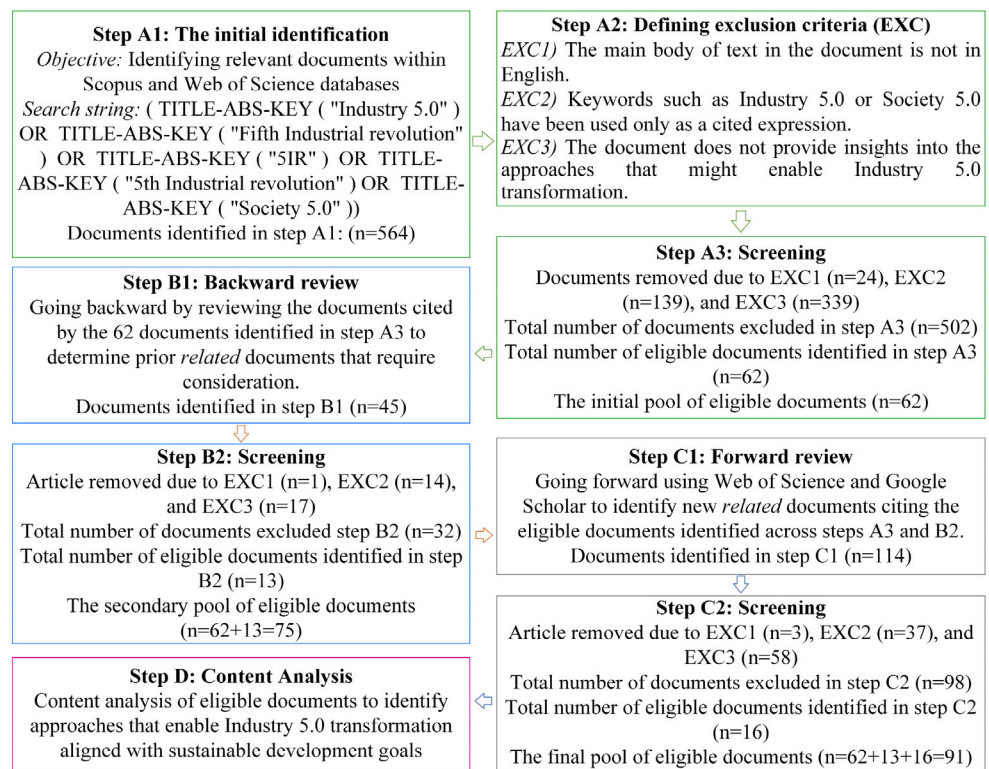 Step A1: The initial identification
Objective: Identifying relevant documents within
Scopus and Web of Science databases
Search string: ( TITLE-ABS-KEY ( "Industry 5.0" )
OR TITLE-ABS-KEY ( "Fifth Industrial revolution"
) OR TITLE-ABS-KEY ( "5IR" ) OR TITLE-
ABS-KEY ( "5th Industrial revolution" ) OR TITLE-
ABS-KEY ( "Society 5.0" ))
Documents identified in step A1: (n=564)
Step A2: Defining exclusion criteria (EXC)
EXC1) The main body of text in the document is not in
English.
EXC2) Keywords such as Industry 5.0 or Society 5.0
have been used only as a cited expression.
EXC3) The document does not provide insights into the
approaches that might enable Industry 5.0
transformation.
Step A3: Screening
Documents removed due to EXC1 (n=24), EXC2
(n=139), and EXC3 (n=339)
Total number of documents excluded in step A3 (n=502)
Total number of eligible documents identified in step A3
(n=62)
The initial pool of eligible documents (n=62)
Step B1: Backward review
Going backward by reviewing the documents cited
by the 62 documents identified in step A3 to
determine prior related documents that require
consideration.
Documents identified in step B1 (n=45)
Step B2: Screening
Article removed due to EXC1 (n=1), EXC2 (n=14),
and EXC3 (n=17)
Total number of documents excluded step B2 (n=32)
Total number of eligible documents identified in step
B2 (n=13)
The secondary pool of eligible documents
(n=62+13=75)
Step C1: Forward review
Going forward using Web of Science and Google
Scholar to identify new related documents citing the
eligible documents identified across steps A3 and B2.
Documents identified in step C1 (n=114)
Step C2: Screening
Article removed due to EXC1 (n=3), EXC2 (n=37), and
EXC3 (n=58)
Total number of documents excluded in step C2 (n=98)
Total number of eligible documents identified in step C2
(n=16)
The final pool of eligible documents (n=62+13+16=91)
Step D: Content Analysis
Content analysis of eligible documents to identify
approaches that enable Industry 5.0 transformation
aligned with sustainable development goals